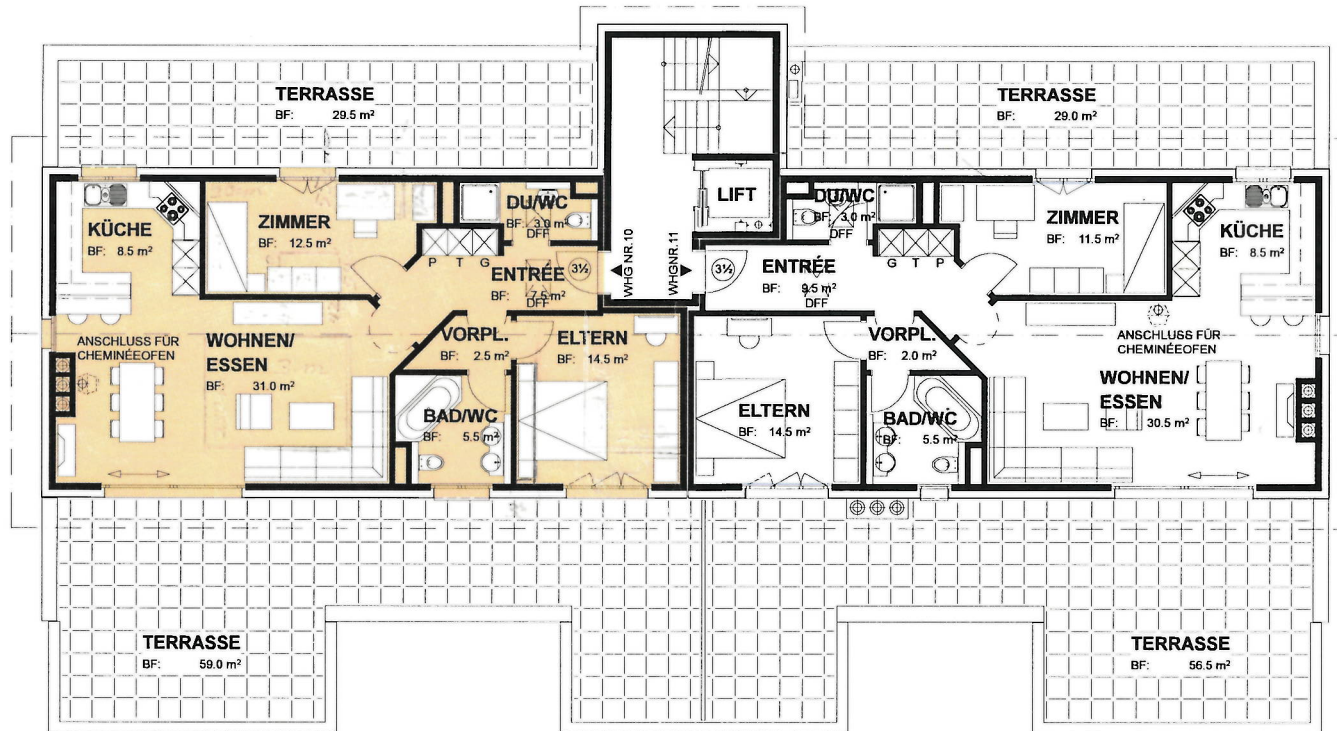 TERRASSE
BF: 29.5 m²
TERRASSE
BF: 29.0 m²
LIFT
KÜCHE
BF: 8.5 m²
ZIMMER
BF: 12.5 m²
DU/WC
BF: 3.0 m²
DFF
P T G
ENTRÉE
BF: 7.5 m²
DFF
3½
WHG NR.10
WHG NR.11
3½
DU/WC
BF: 3.0 m²
DFF
ENTRÉE
BF: 9.5 m²
DFF
G T P
ZIMMER
BF: 11.5 m²
KÜCHE
BF: 8.5 m²
ANSCHLUSS FÜR
CHEMINÉEOFEN
WOHNEN/
ESSEN
BF: 31.0 m²
VORPL.
BF: 2.5 m²
ELTERN
BF: 14.5 m²
BAD/WC
BF: 5.5 m²
VORPL.
BF: 2.0 m²
ELTERN
BF: 14.5 m²
BAD/WC
BF: 5.5 m²
ANSCHLUSS FÜR
CHEMINÉEOFEN
WOHNEN/
ESSEN
BF: 30.5 m²
TERRASSE
BF: 59.0 m²
TERRASSE
BF: 56.5 m²